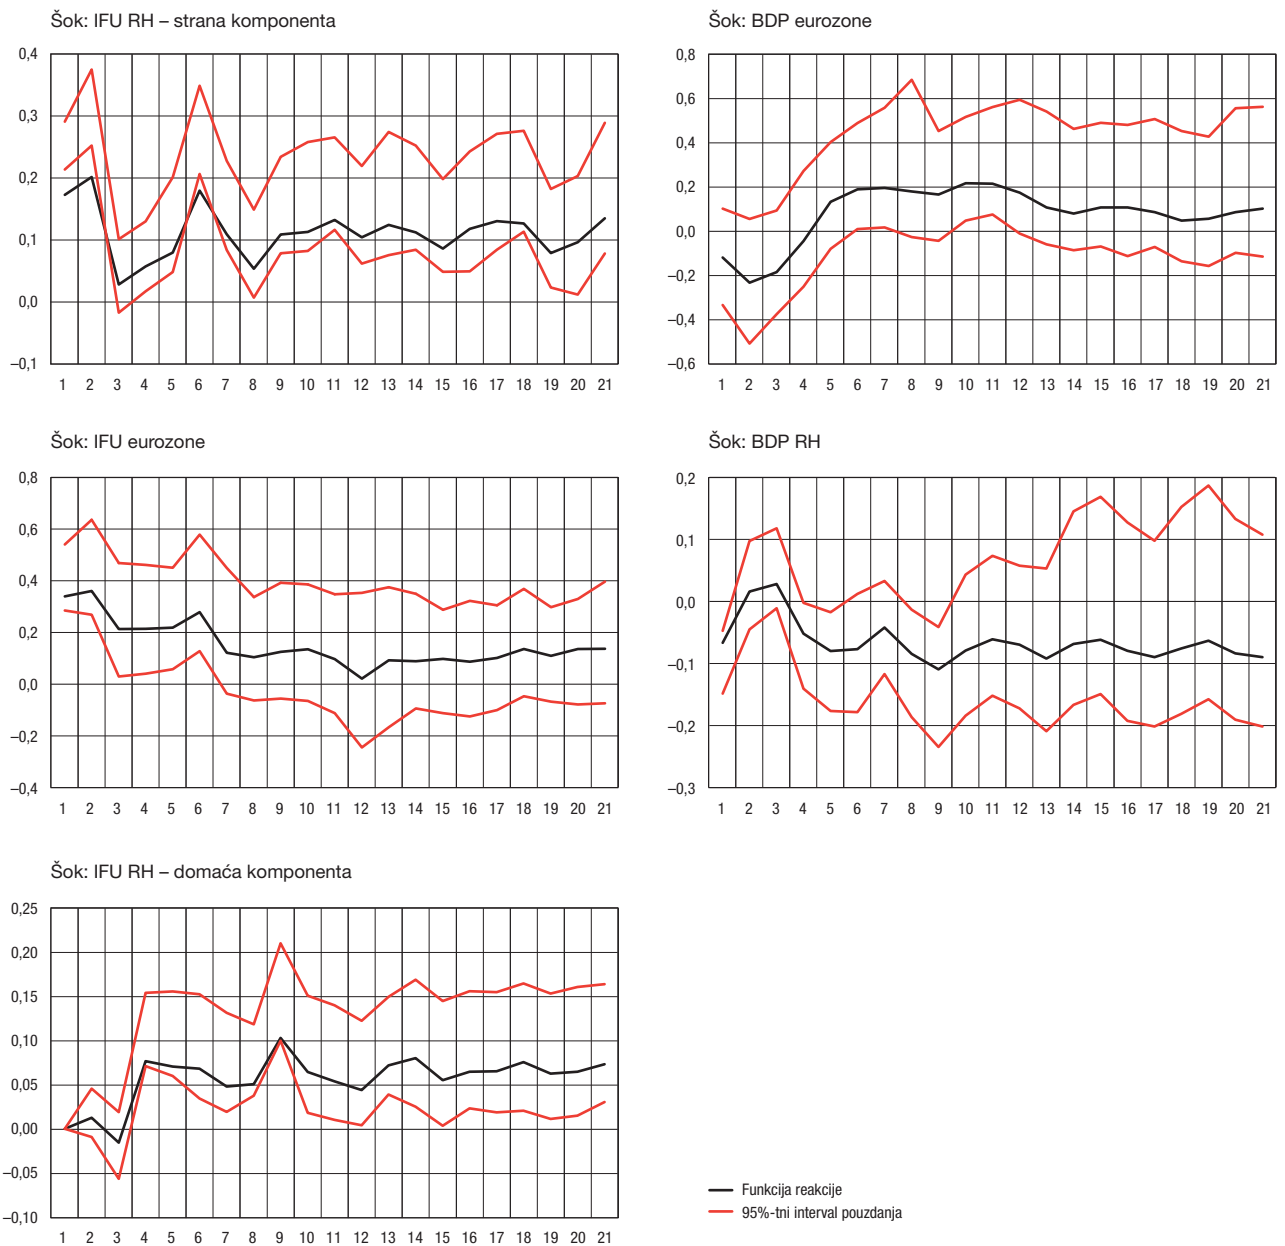 Šok: IFU RH – strana komponenta
0,4
0,3
0,2
0,1
0,0
–0,1
1 2 3 4 5 6 7 8 9 10 11 12 13 14 15 16 17 18 19 20 21
Šok: BDP eurozone
0,8
0,6
0,4
0,2
0,0
–0,2
–0,4
–0,6
1 2 3 4 5 6 7 8 9 10 11 12 13 14 15 16 17 18 19 20 21
Šok: IFU eurozone
0,8
0,6
0,4
0,2
0,0
–0,2
–0,4
1 2 3 4 5 6 7 8 9 10 11 12 13 14 15 16 17 18 19 20 21
Šok: BDP RH
0,2
0,1
0,0
–0,1
–0,2
–0,3
1 2 3 4 5 6 7 8 9 10 11 12 13 14 15 16 17 18 19 20 21
Šok: IFU RH – domaća komponenta
0,25
0,20
0,15
0,10
0,05
0,00
–0,05
–0,10
1 2 3 4 5 6 7 8 9 10 11 12 13 14 15 16 17 18 19 20 21
Funkcija reakcije
95%-tni interval pouzdanja